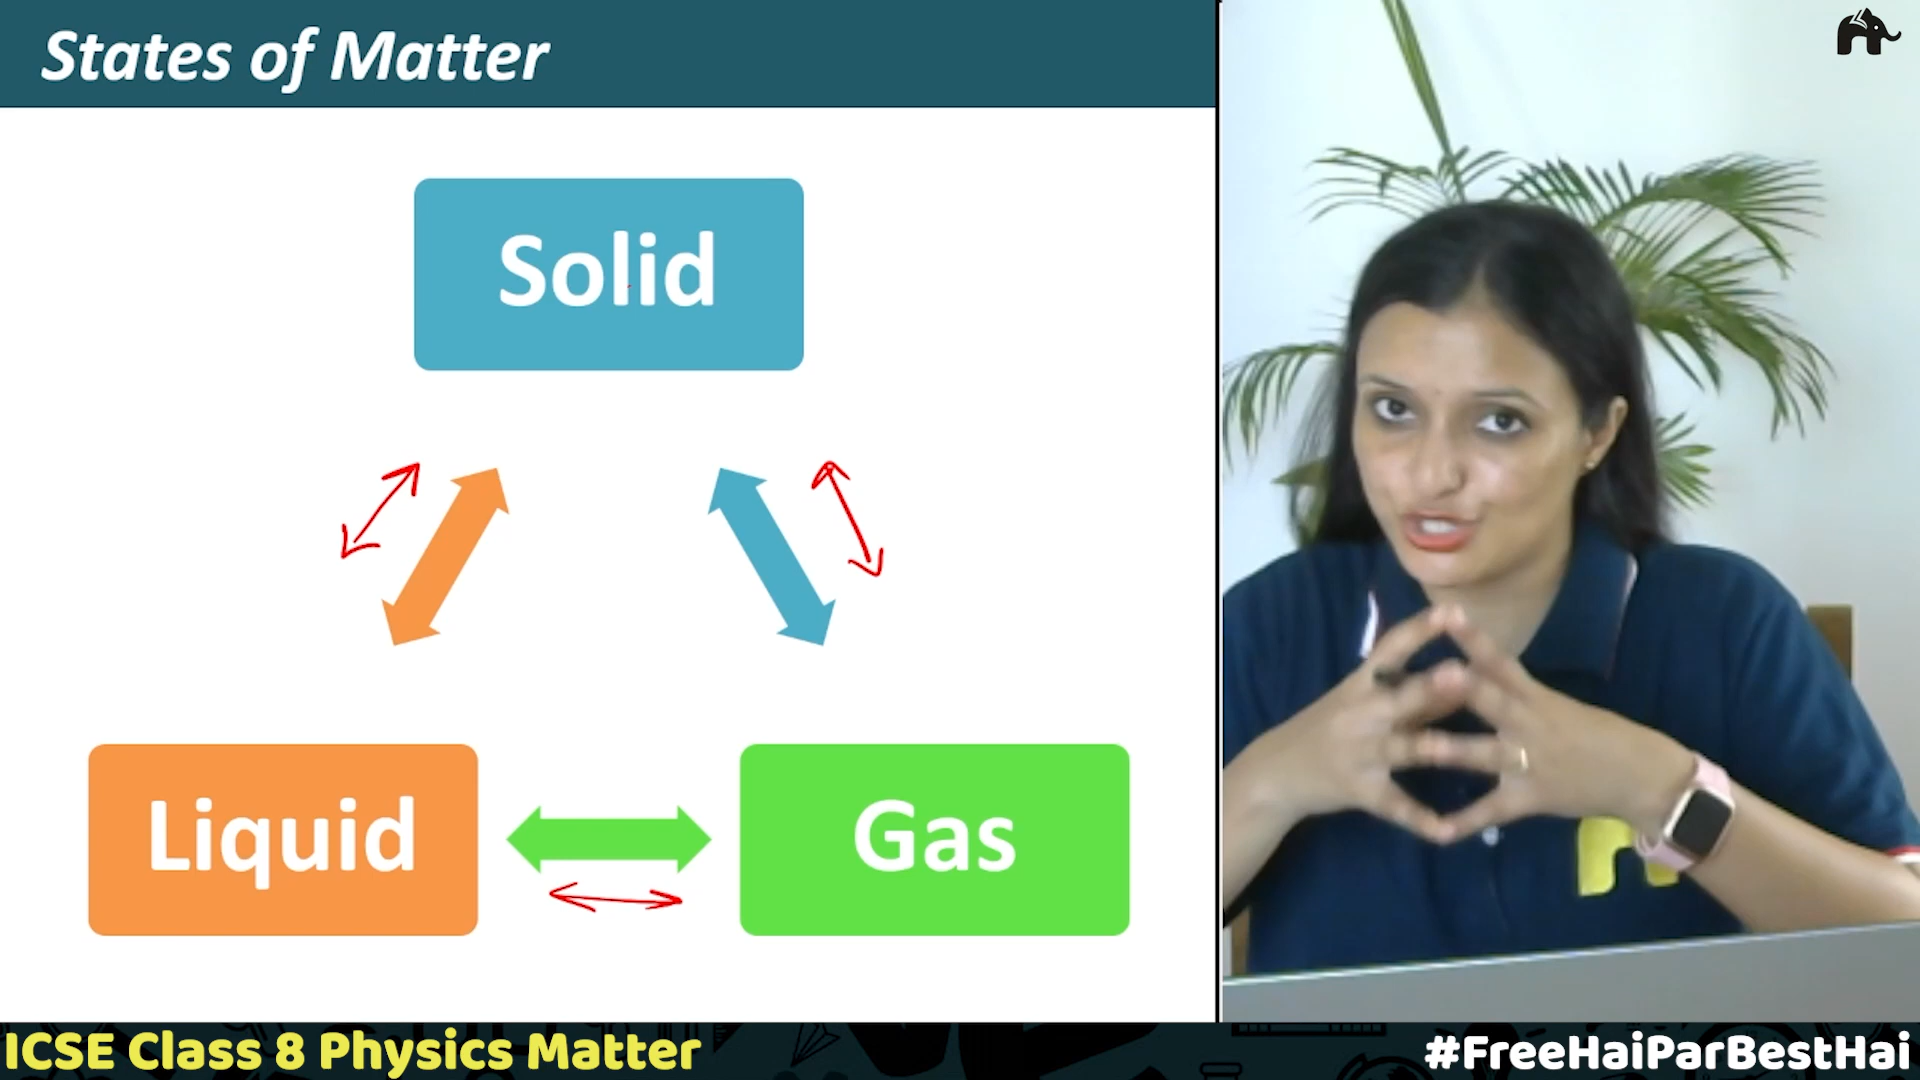 States of Matter
Solid
Liquid
Gas
ICSE Class 8 Physics Matter
#FreeHaiParBestHai